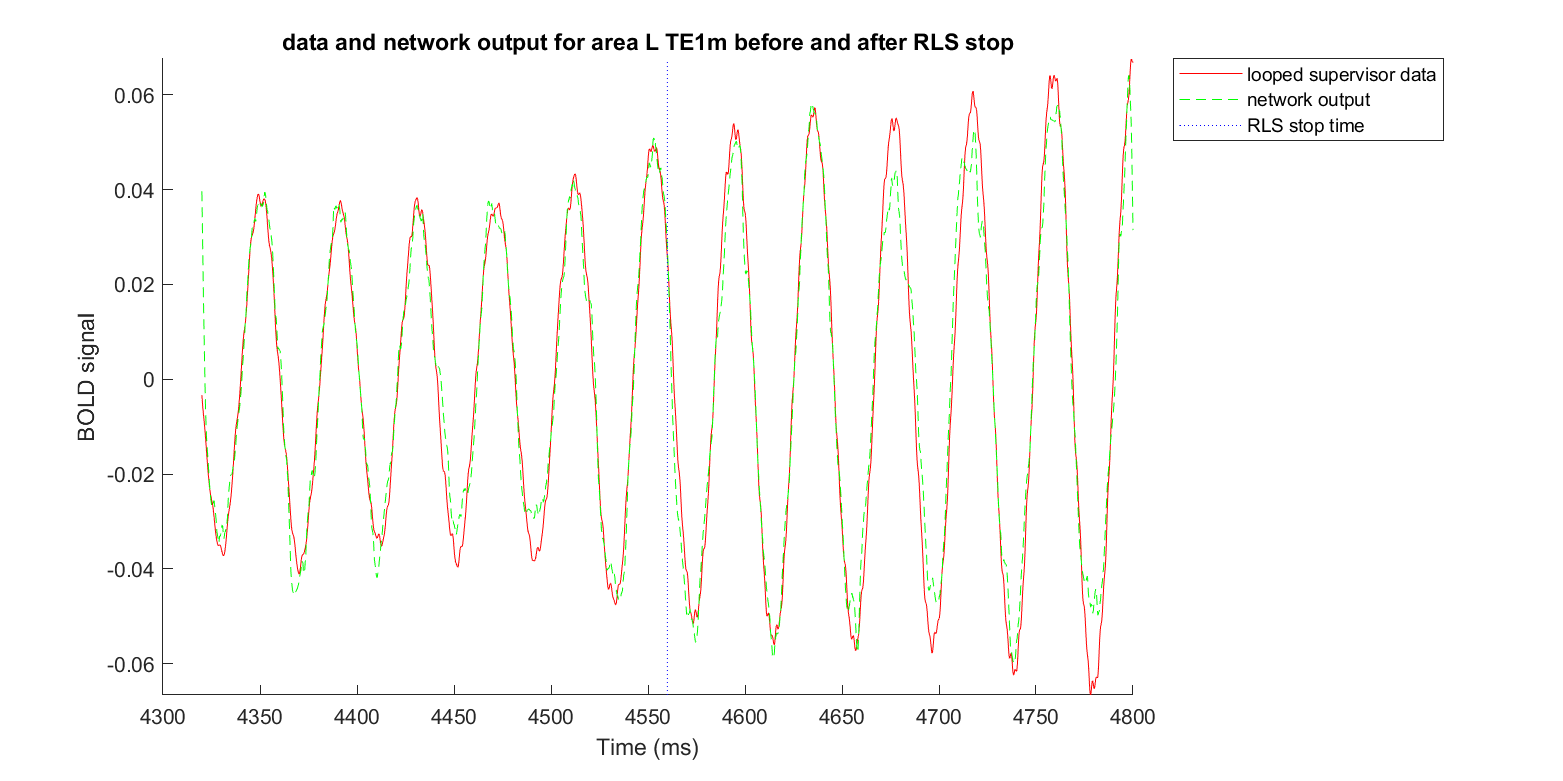 data and network output for area L TE1m before and after RLS stop
looped supervisor data
network output
RLS stop time
0.06
0.04
0.02
0
-0.02
-0.04
-0.06
BOLD signal
4300 4350 4400 4450 4500 4550 4600 4650 4700 4750 4800
Time (ms)